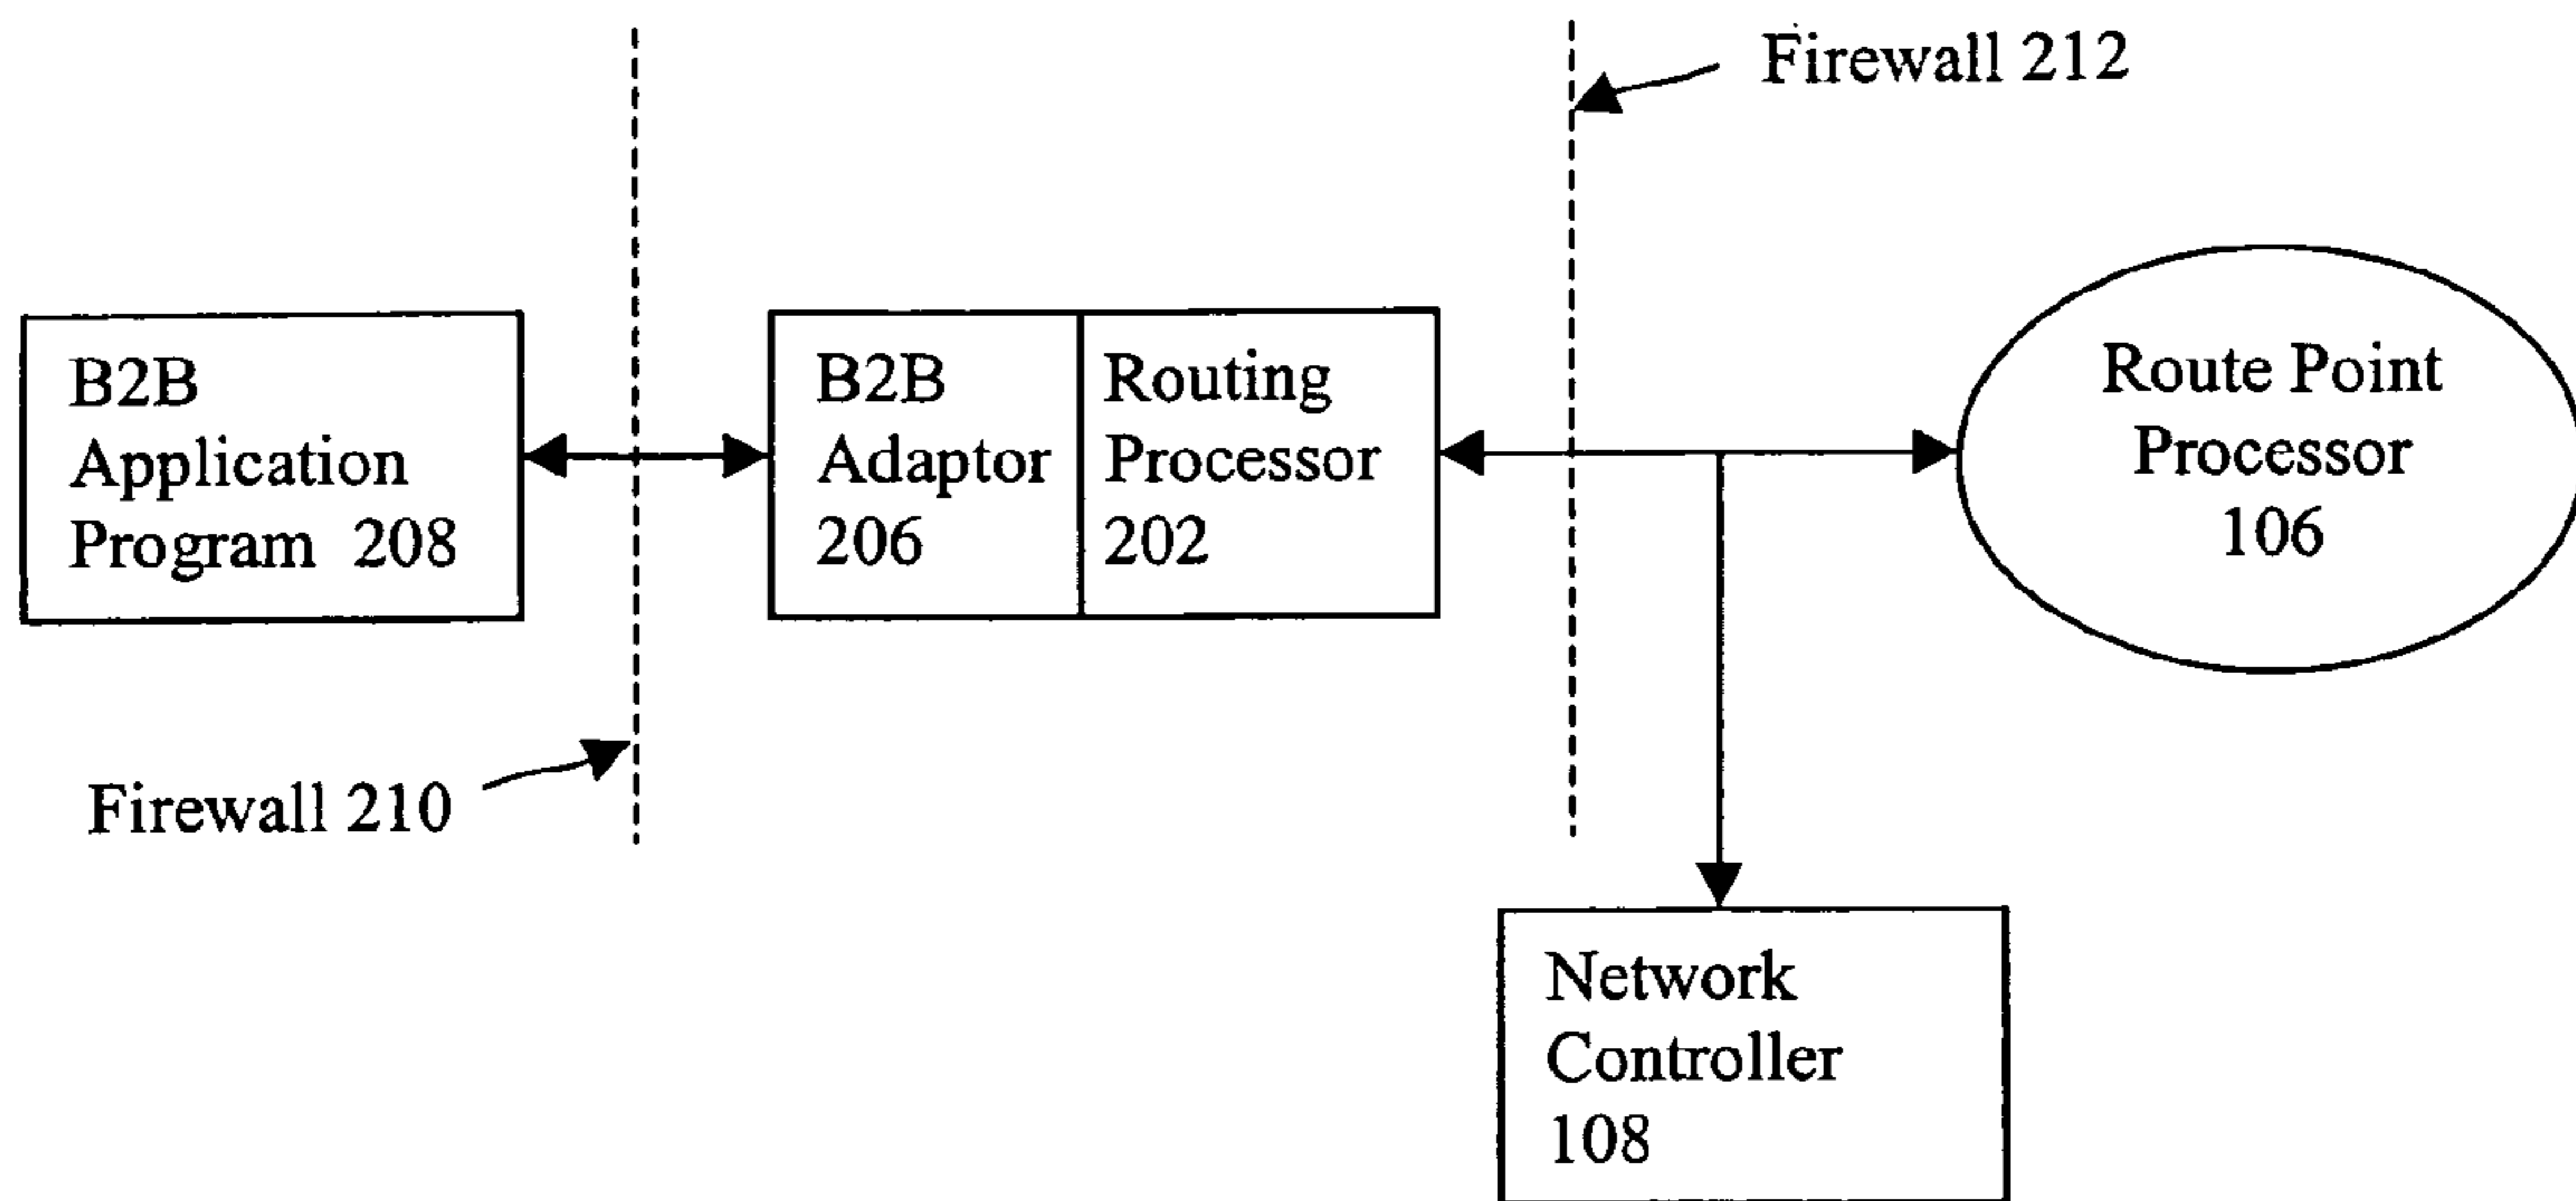 Firewall 212
B2B
Application
Program 208
B2B
Adaptor
206
Routing
Processor
202
Route Point
Processor
106
Firewall 210
Network
Controller
108